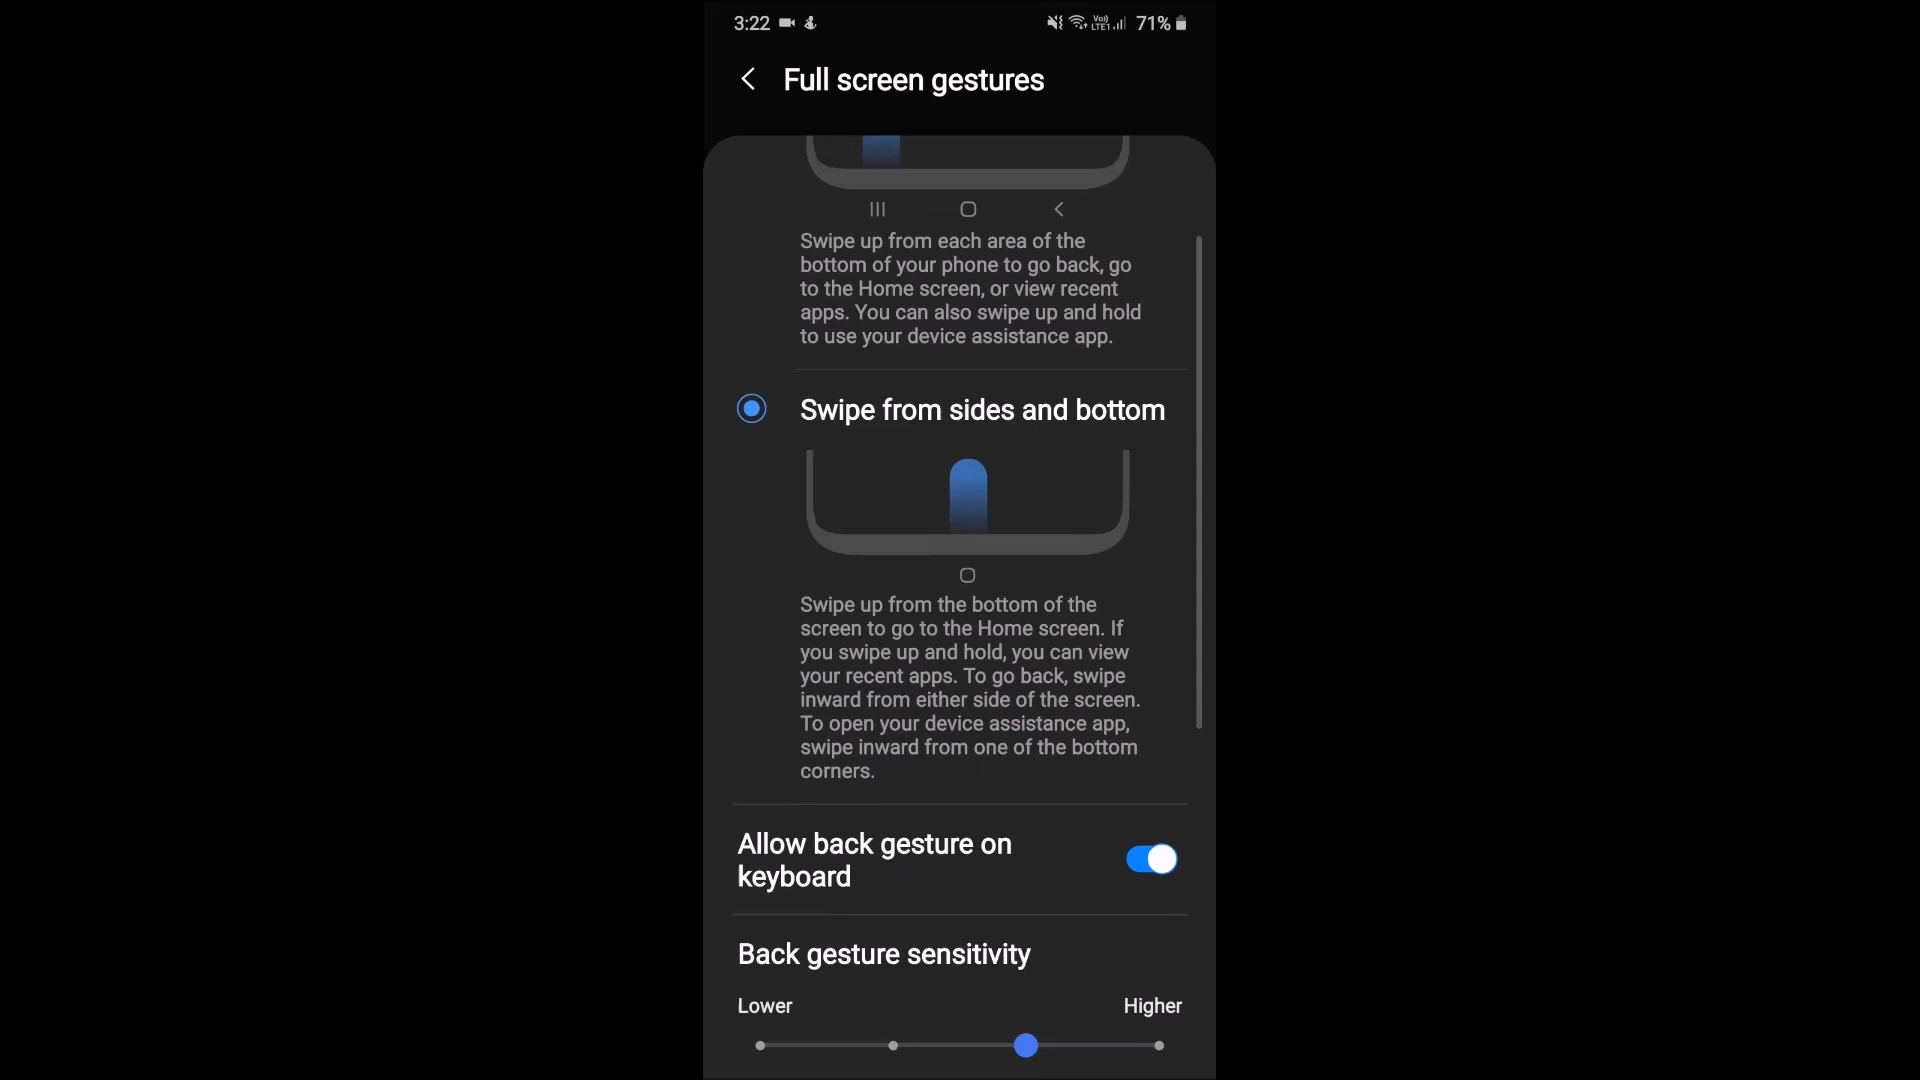 3:22 71%
Full screen gestures
Swipe up from each area of the
bottom of your phone to go back, go
to the Home screen, or view recent
apps. You can also swipe up and hold
to use your device assistance app.
Swipe from sides and bottom
Swipe up from the bottom of the
screen to go to the Home screen. If
you swipe up and hold, you can view
your recent apps. To go back, swipe
inward from either side of the screen.
To open your device assistance app,
swipe inward from one of the bottom
corners.
Allow back gesture on
keyboard
Back gesture sensitivity
Lower Higher